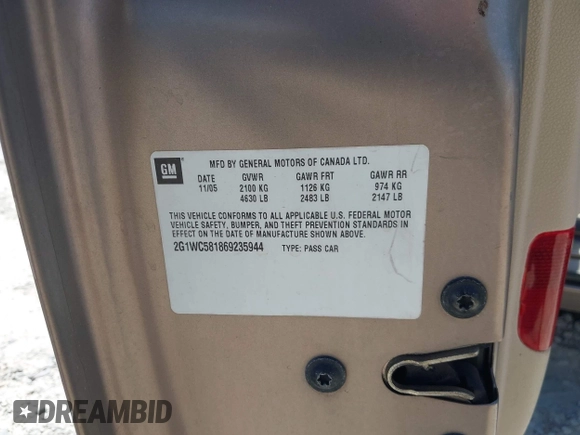 GM
MFD BY GENERAL MOTORS OF CANADA LTD.
DATE GVWR GAWR FRT GAWR RR
11/05 2100 KG 1126 KG 974 KG
4630 LB 2483 LB 2147 LB
THIS VEHICLE CONFORMS TO ALL APPLICABLE U.S. FEDERAL MOTOR
VEHICLE SAFETY, BUMPER, AND THEFT PREVENTION STANDARDS IN
EFFECT ON THE DATE OF MANUFACTURE SHOWN ABOVE.
2G1WC581869235944 TYPE: PASS CAR
DREAMBID